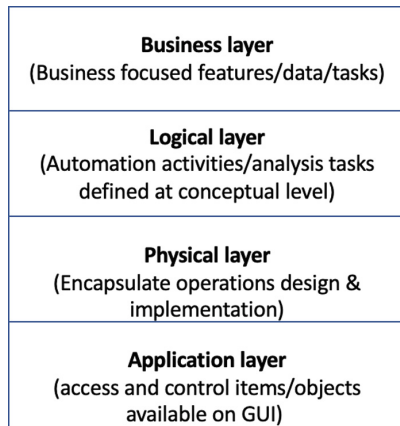 Business layer
(Business focused features/data/tasks)
Logical layer
(Automation activities/analysis tasks
defined at conceptual level)
Physical layer
(Encapsulate operations design &
implementation)
Application layer
(access and control items/objects
available on GUI)